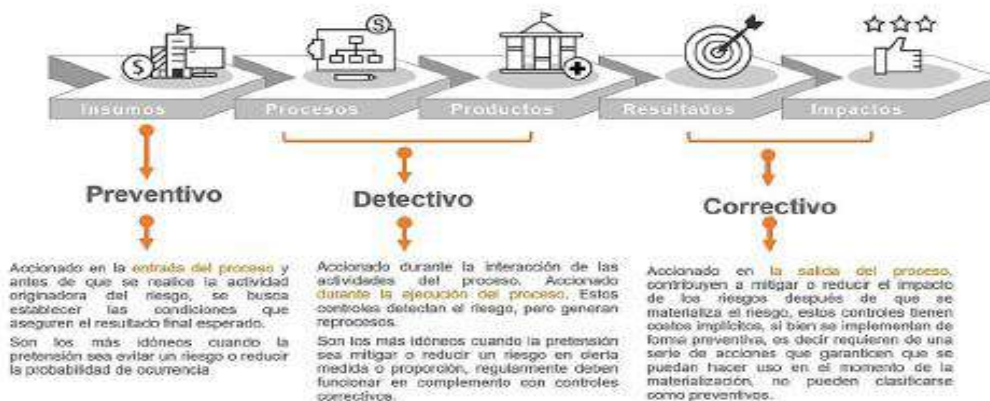 Insumos
Procesos
Productos
Resultados
Impactos
Preventivo
Accionado en la entrada del proceso y
antes de que se realice la actividad
originadora del riesgo, se busca
establecer las condiciones que
aseguren el resultado final esperado.
Son los más idóneos cuando la
pretensión sea evitar un riesgo o reducir
la probabilidad de ocurrencia
Detectivo
Accionado durante la interacción de las
actividades del proceso. Accionado
durante la ejecución del proceso. Estos
controles detectan el riesgo, pero generan
reprocesos.
Son los más idóneos cuando la pretensión
sea mitigar o reducir un riesgo en cierta
medida o proporción, regularmente deben
funcionar en complemento con controles
correctivos.
Correctivo
Accionado en la salida del proceso,
contribuyen a mitigar o reducir el impacto
de los riesgos después de que se
materializa el riesgo, estos controles tienen
costos implícitos, si bien se implementan de
forma preventiva, es decir requieren de una
serie de acciones que garanticen que se
puedan hacer uso en el momento de la
materialización, no pueden clasificarse
como preventivos.